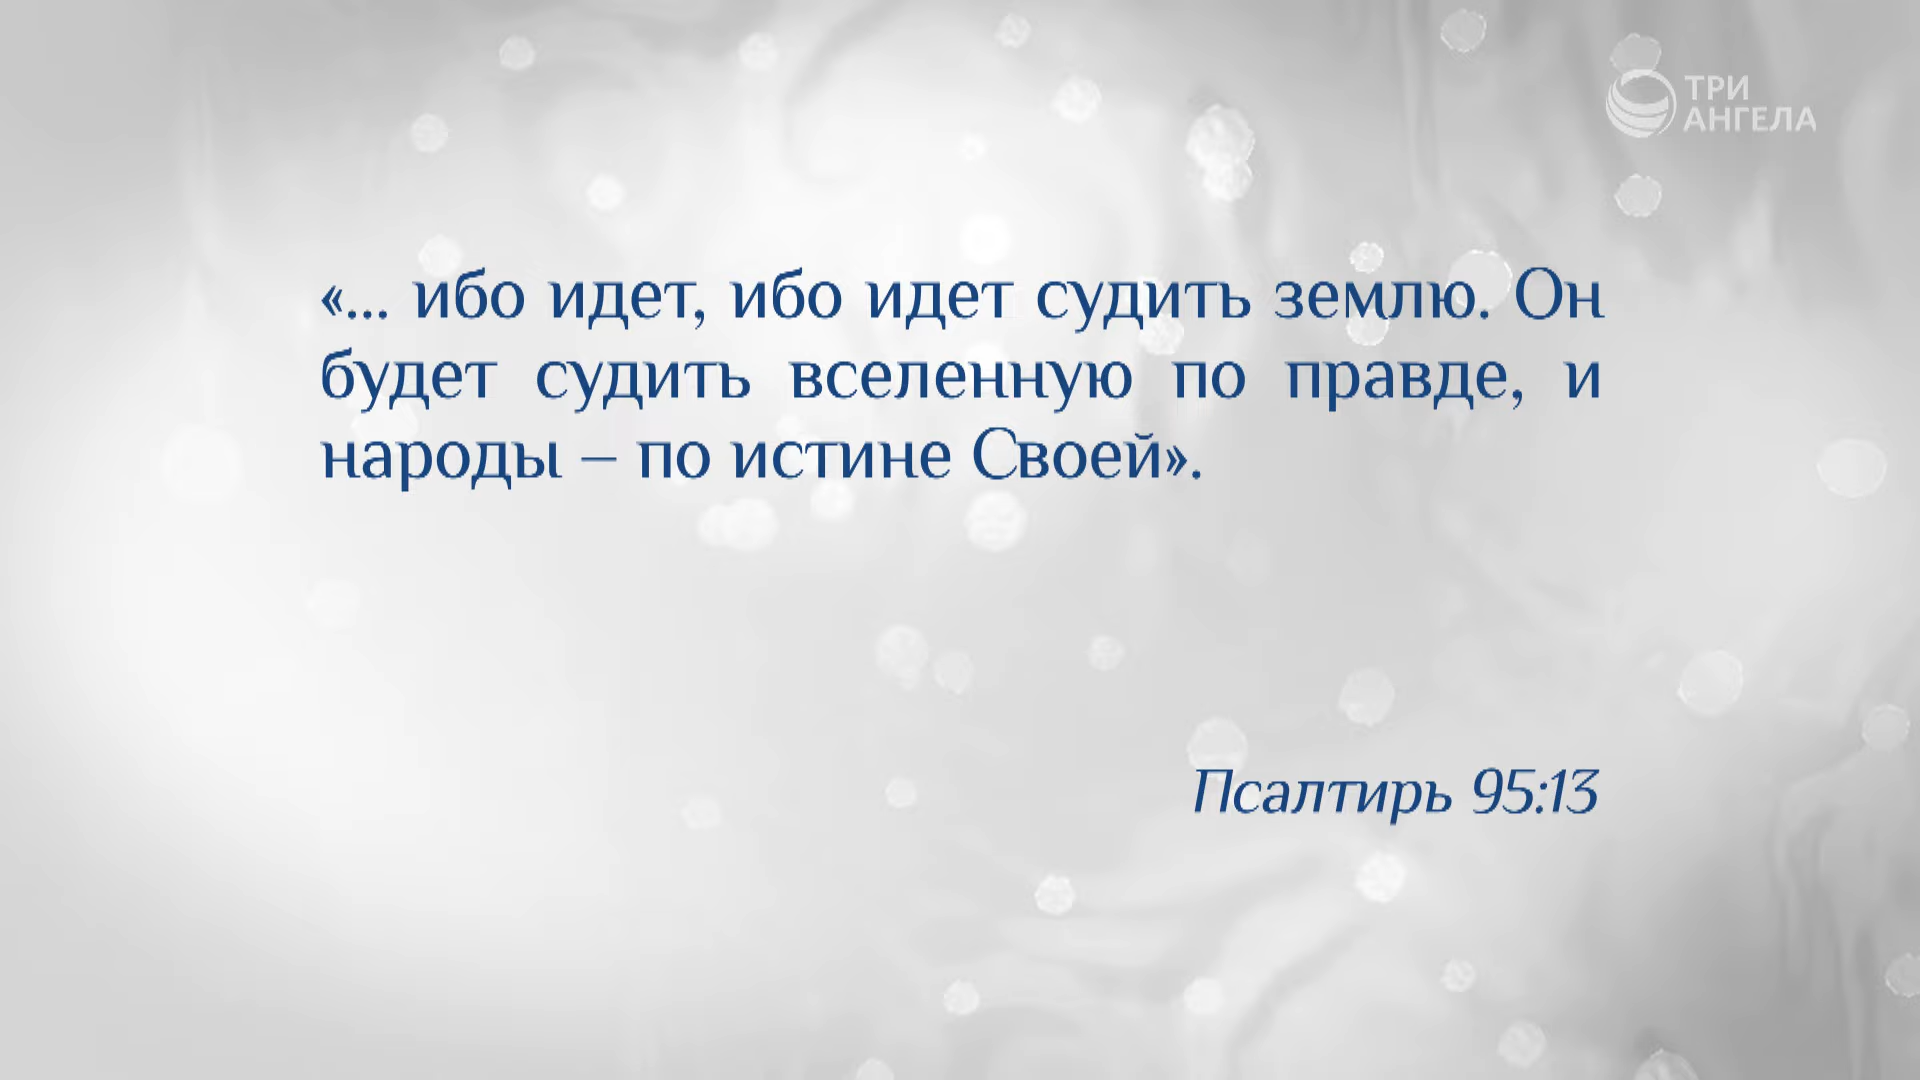 ТРИ
АНГЕЛА
«... ибо идет, ибо идет судить землю. Он
будет судить вселенную по правде, и
народы – по истине Своей».
Псалтирь 95:13